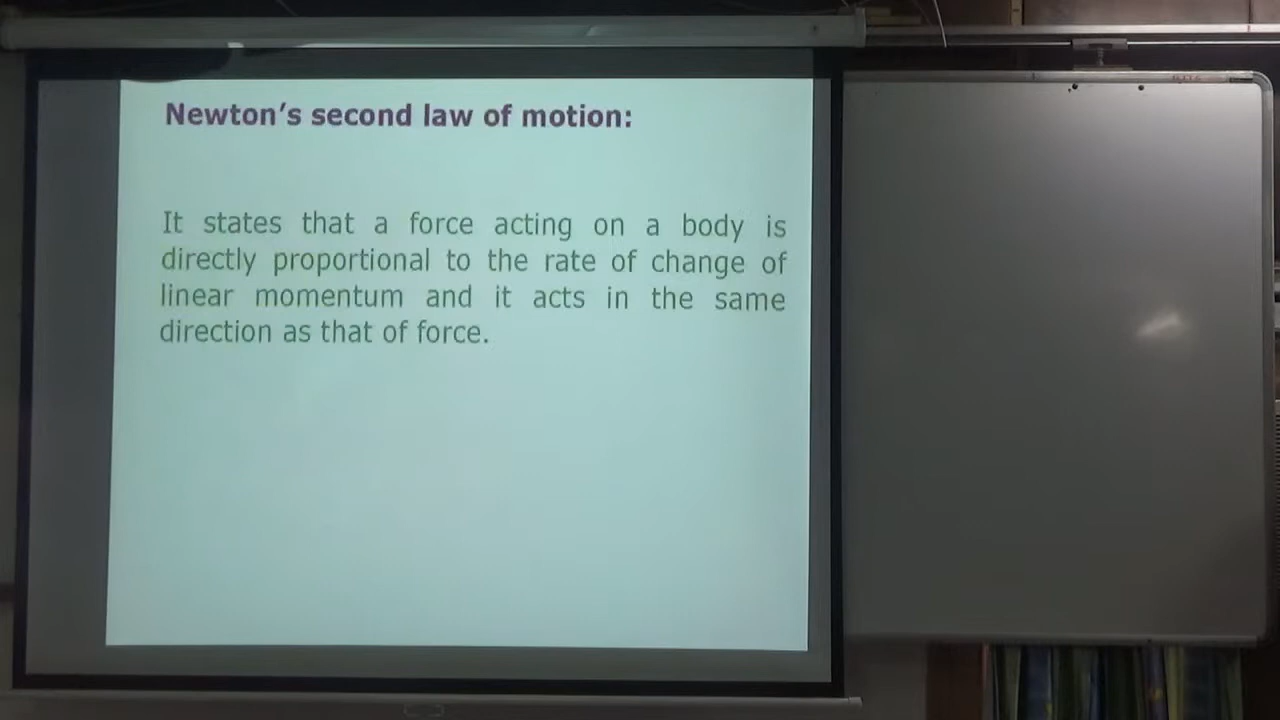 Newton's second law of motion:
It states that a force acting on a body is
directly proportional to the rate of change of
linear momentum and it acts in the same
direction as that of force.